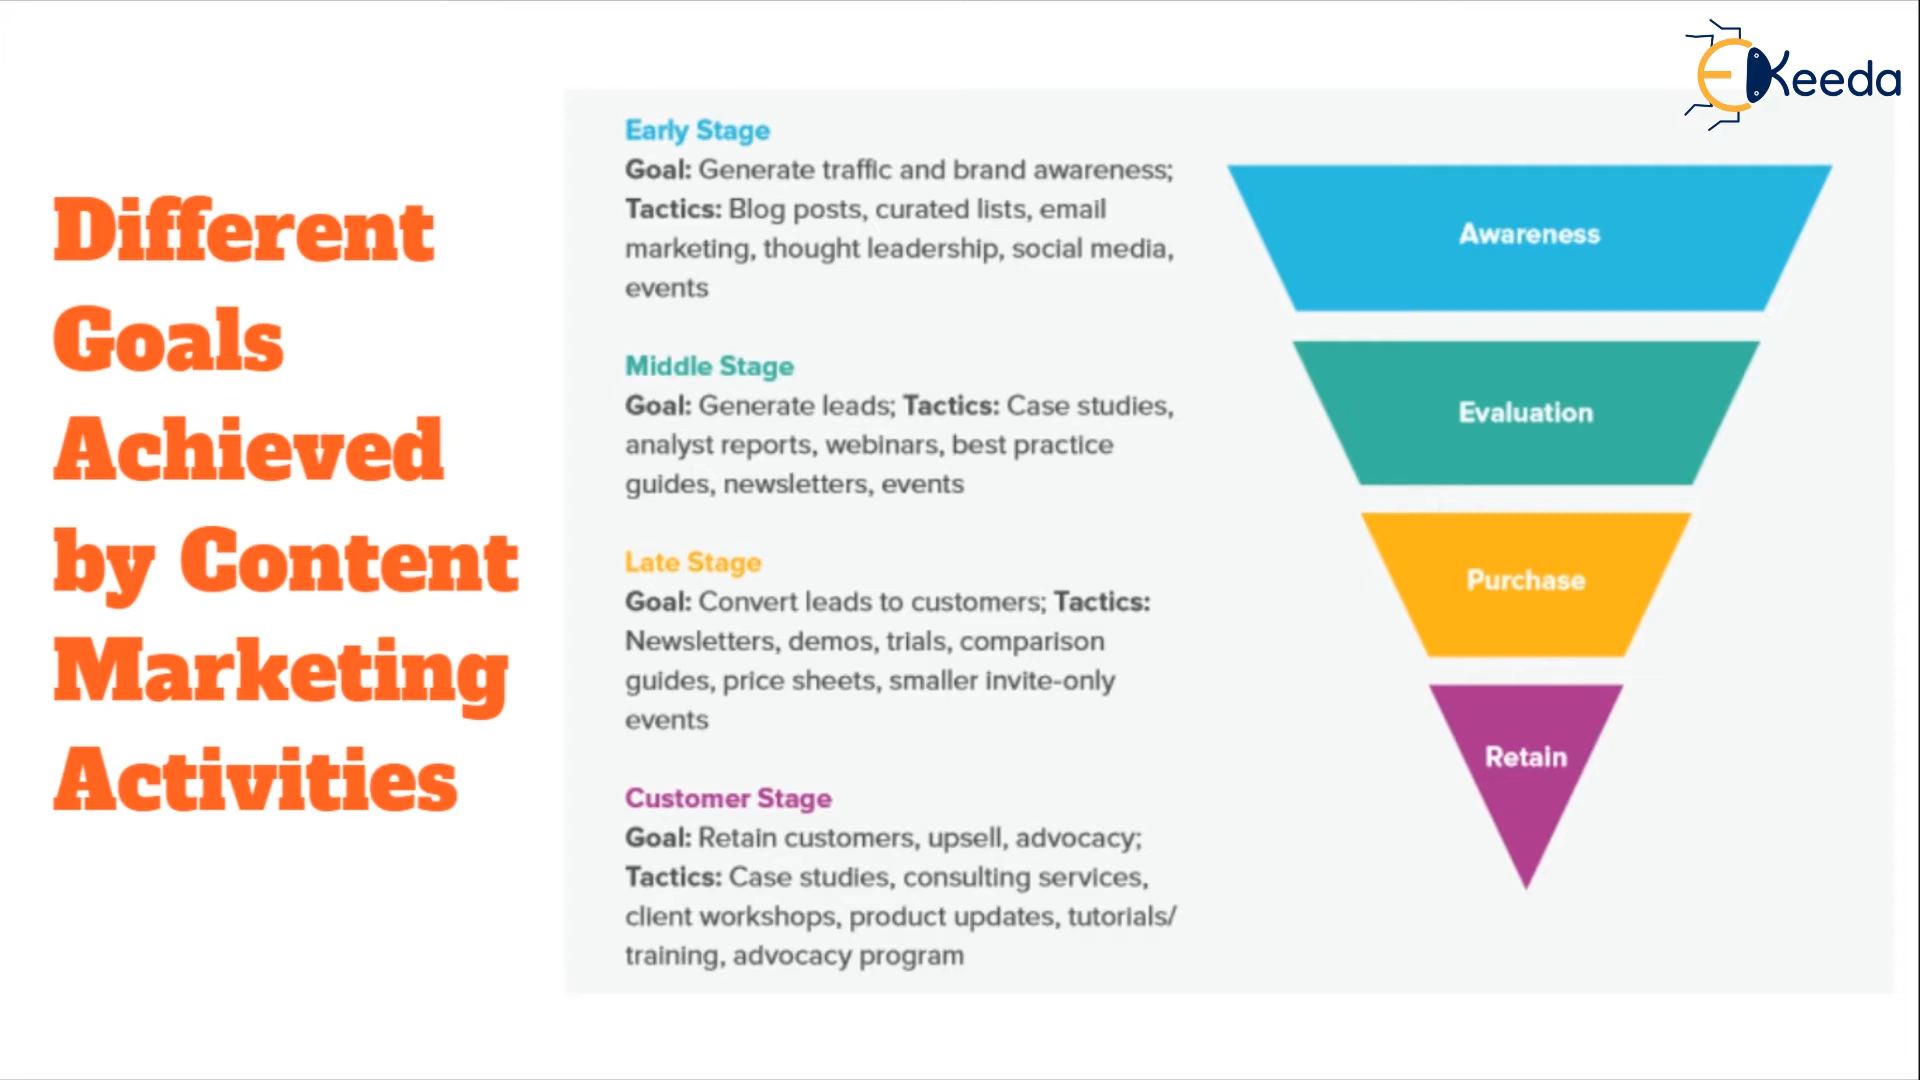 Different
Goals
Achieved
by Content
Marketing
Activities
Early Stage
Goal: Generate traffic and brand awareness;
Tactics: Blog posts, curated lists, email
marketing, thought leadership, social media,
events
Middle Stage
Goal: Generate leads; Tactics: Case studies,
analyst reports, webinars, best practice
guides, newsletters, events
Late Stage
Goal: Convert leads to customers; Tactics:
Newsletters, demos, trials, comparison
guides, price sheets, smaller invite-only
events
Customer Stage
Goal: Retain customers, upsell, advocacy;
Tactics: Case studies, consulting services,
client workshops, product updates, tutorials/
training, advocacy program
EKeeda
Awareness
Evaluation
Purchase
Retain